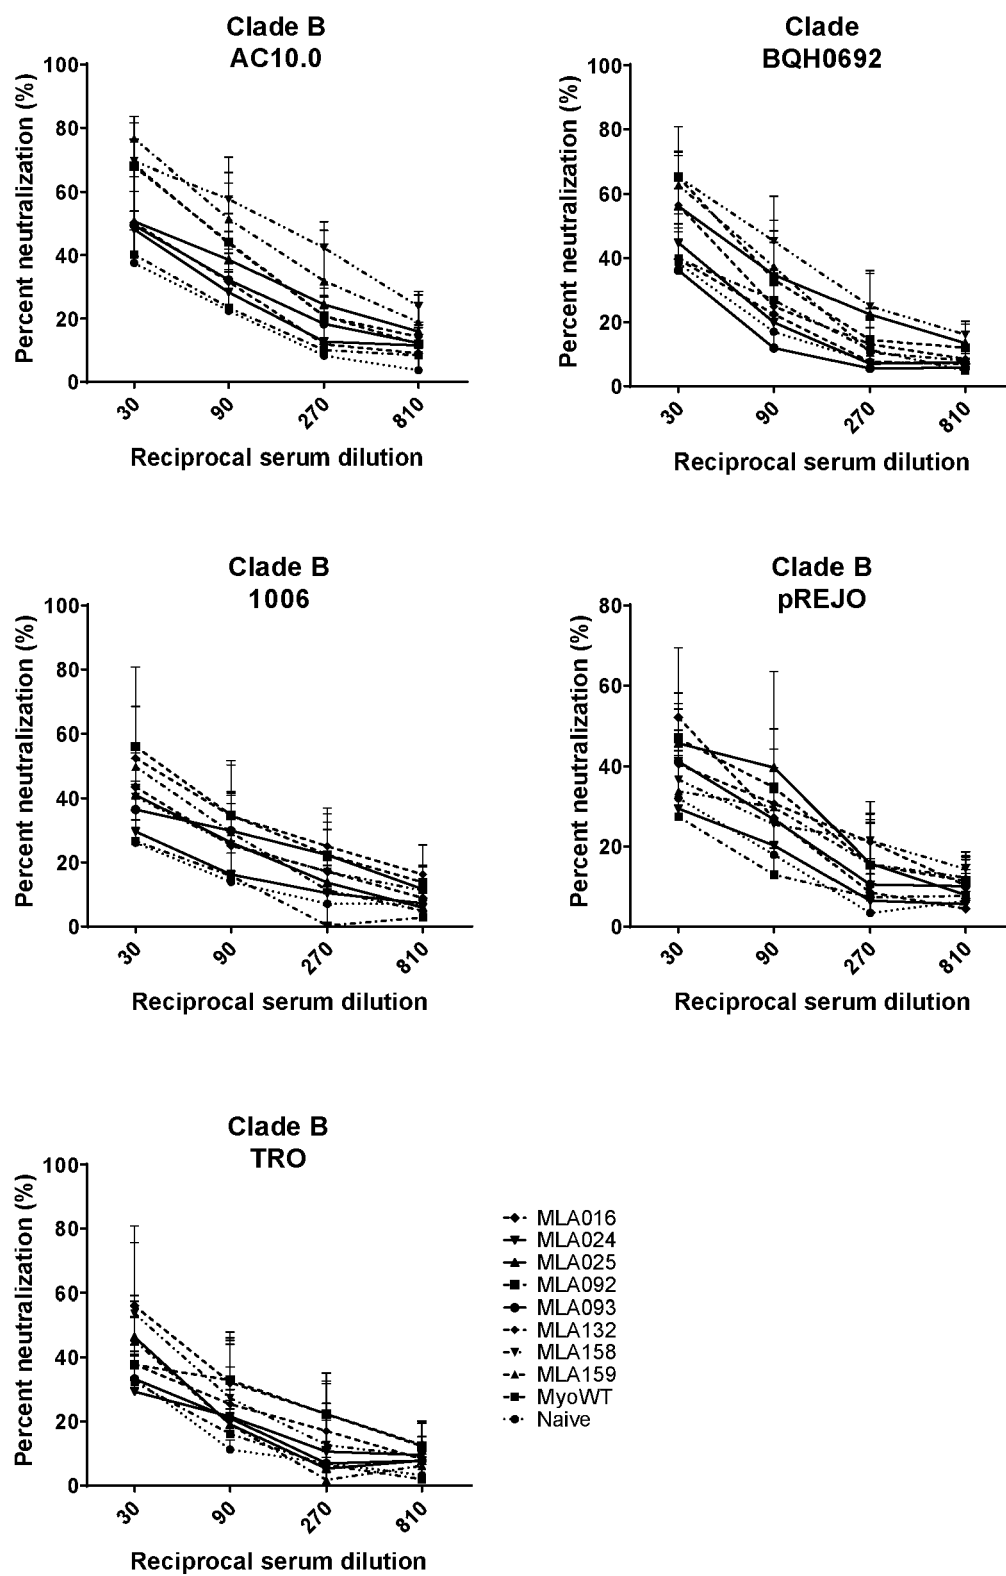 Clade B
AC10.0
Percent neutralization (%)
100
80
60
40
20
0
30
90
270
810
Reciprocal serum dilution
Clade
BQH0692
Percent neutralization (%)
100
80
60
40
20
0
30
90
270
810
Reciprocal serum dilution
Clade B
1006
Percent neutralization (%)
100
80
60
40
20
0
30
90
270
810
Reciprocal serum dilution
Clade B
pREJO
Percent neutralization (%)
80
60
40
20
0
30
90
270
810
Reciprocal serum dilution
Clade B
TRO
Percent neutralization (%)
100
80
60
40
20
0
30
90
270
810
Reciprocal serum dilution
MLA016
MLA024
MLA025
MLA092
MLA093
MLA132
MLA158
MLA159
MyoWT
Naive